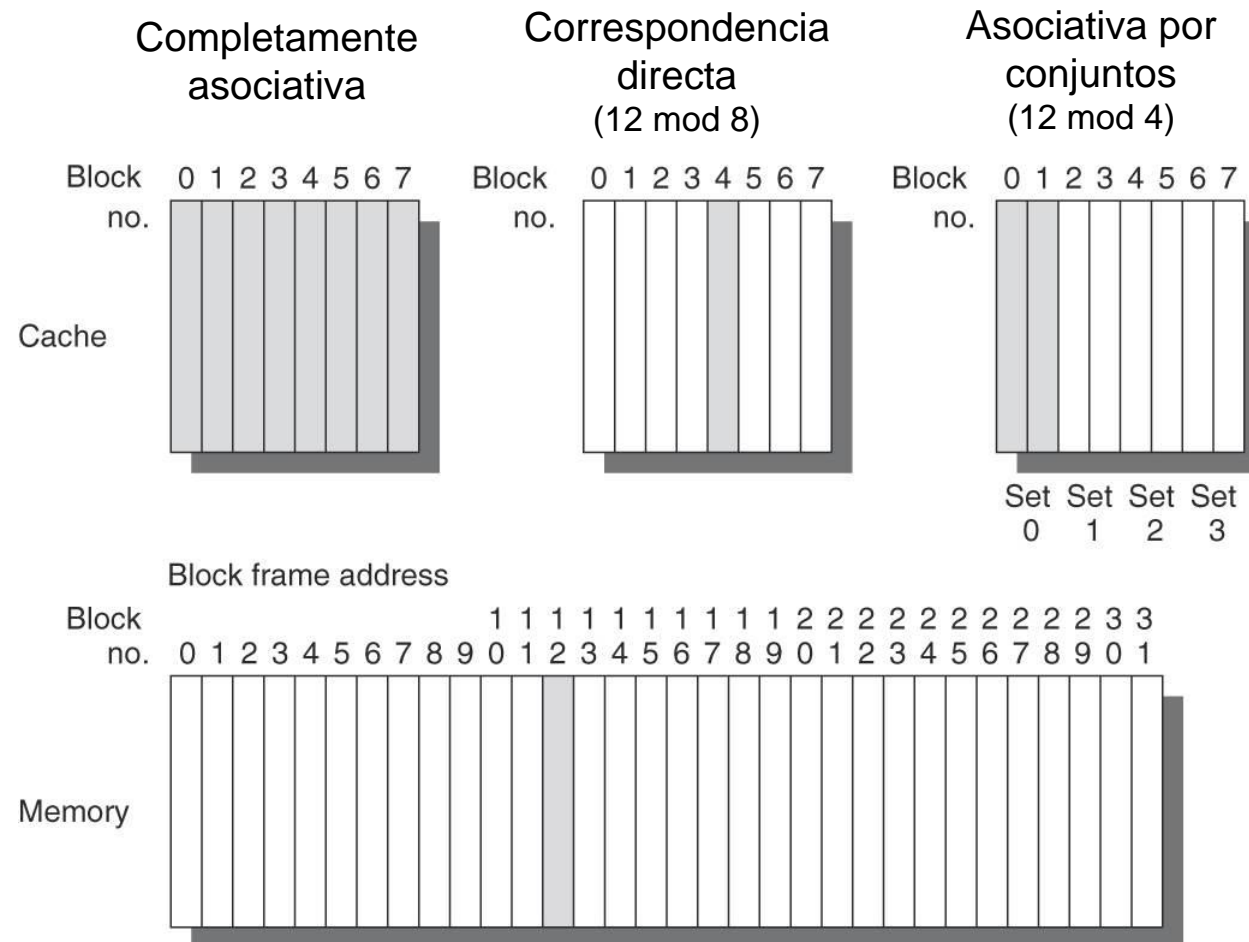 Completamente
asociativa
Correspondencia
directa
(12 mod 8)
Asociativa por
conjuntos
(12 mod 4)
Block 0 1 2 3 4 5 6 7
no.
Block 0 1 2 3 4 5 6 7
no.
Block 0 1 2 3 4 5 6 7
no.
Cache
Set Set Set Set
0 1 2 3
Block frame address
Block 1 1 1 1 1 1 1 1 1 1 2 2 2 2 2 2 2 2 2 2 3 3
no. 0 1 2 3 4 5 6 7 8 9 0 1 2 3 4 5 6 7 8 9 0 1 2 3 4 5 6 7 8 9 0 1
Memory